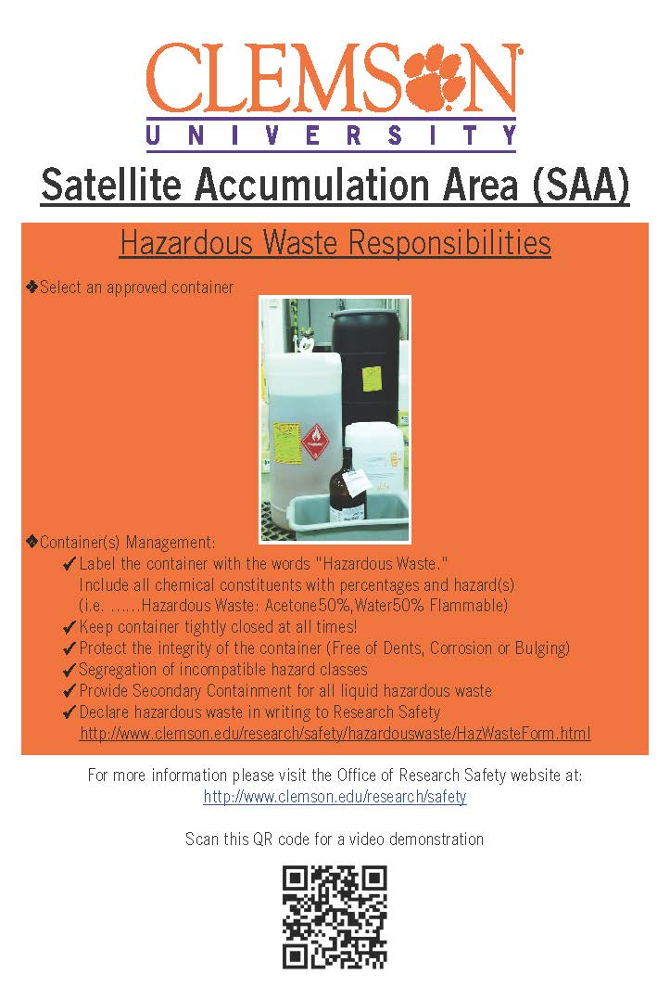 CLEMSON
UNIVERSITY
Satellite Accumulation Area (SAA)
Hazardous Waste Responsibilities
❖Select an approved container
❖Container(s) Management:
✓Label the container with the words "Hazardous Waste."
Include all chemical constituents with percentages and hazard(s)
(i.e. ......Hazardous Waste: Acetone50%,Water50% Flammable)
✓Keep container tightly closed at all times!
✓Protect the integrity of the container (Free of Dents, Corrosion or Bulging)
✓Segregation of incompatible hazard classes
✓Provide Secondary Containment for all liquid hazardous waste
✓Declare hazardous waste in writing to Research Safety
http://www.clemson.edu/research/safety/hazardouswaste/HazWasteForm.html
For more information please visit the Office of Research Safety website at:
http://www.clemson.edu/research/safety
Scan this QR code for a video demonstration